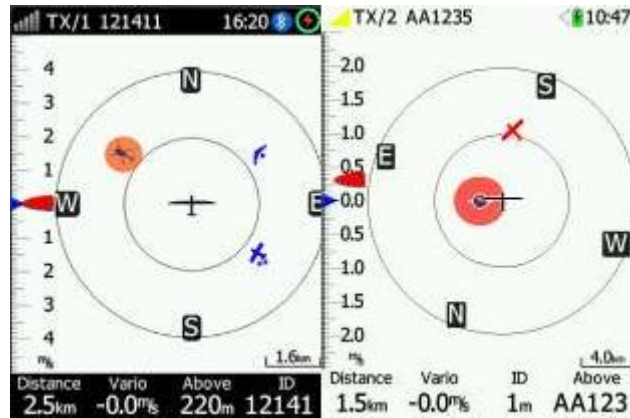 TX/1 121411 16:20
4
3
2
1
1
2
3
4
m/s
N
W
E
S
1.6km
Distance Vario Above ID
2.5km -0.0m/s 220m 12141
TX/2 AA1235 10:47
2.0
1.5
1.0
0.5
0.0
0.5
1.0
1.5
2.0
m/s
S
E
W
N
4.0km
Distance Vario ID Above
1.5km -0.0m/s 1m AA123